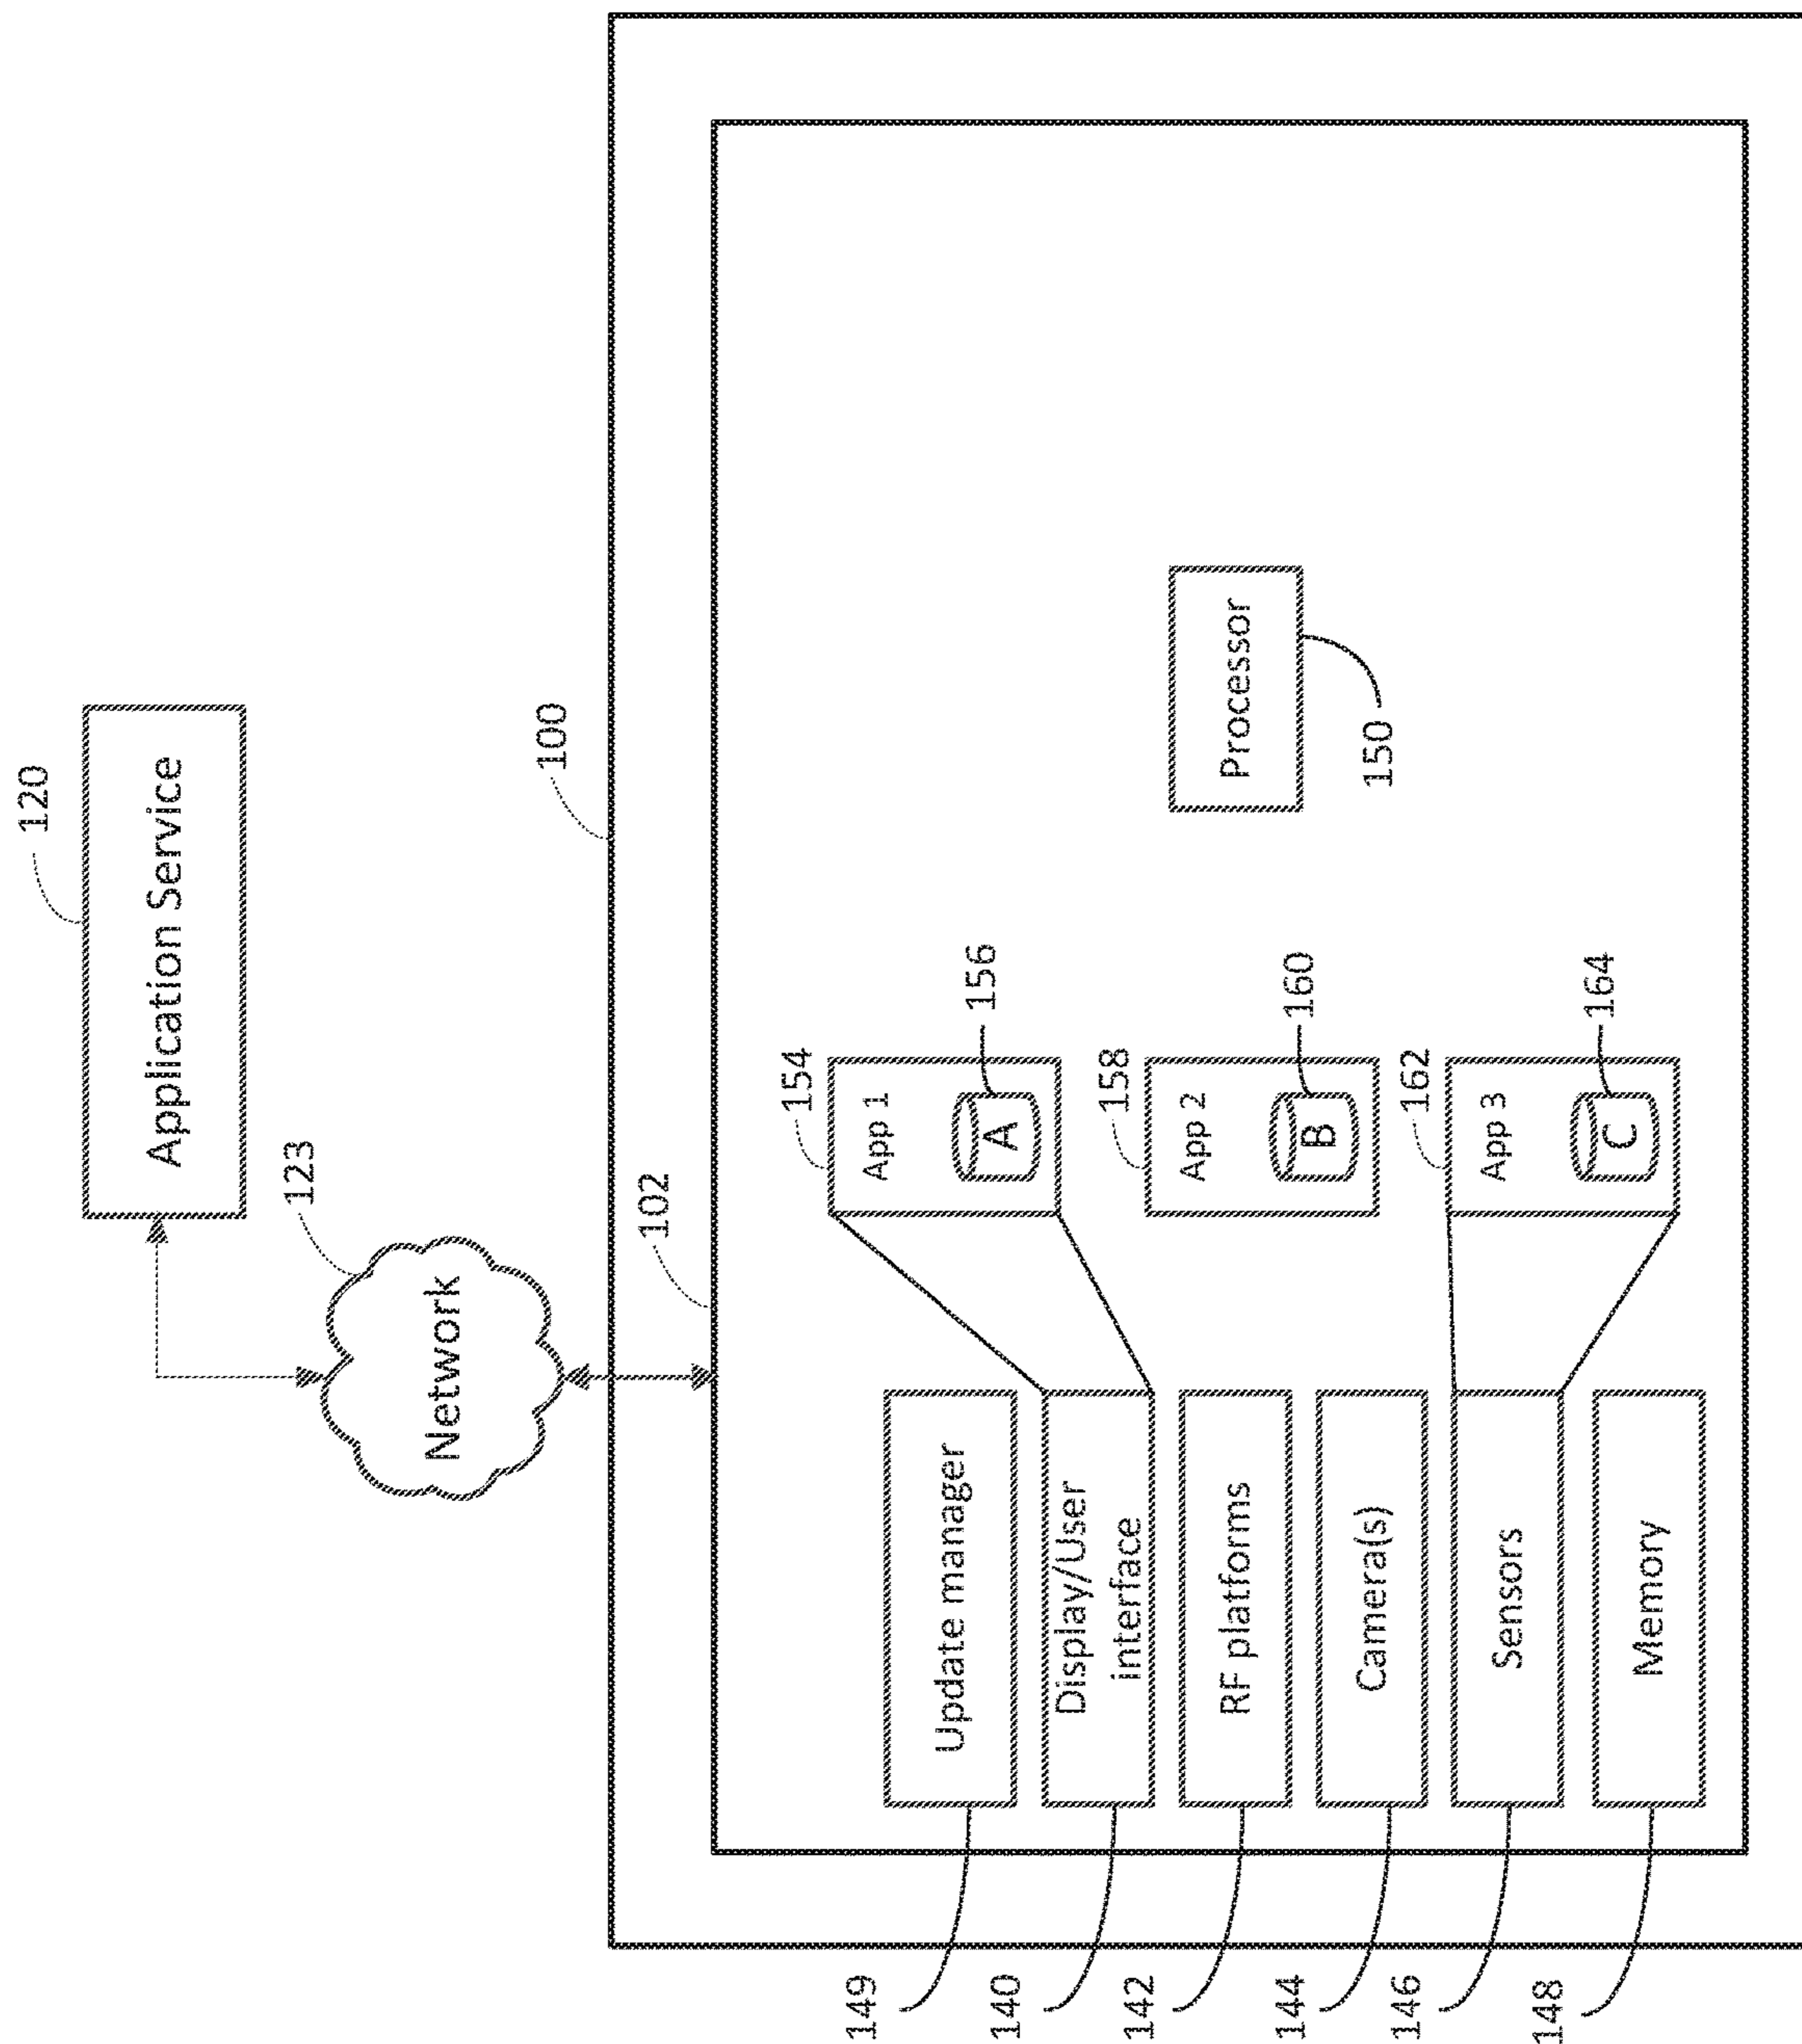 120
Application Service
123
Network
100
102
149
Update manager
140
Display/User
interface
142
RF platforms
144
Camera(s)
146
Sensors
148
Memory
154
App 1
A
156
158
App 2
B
160
162
App 3
C
164
Processor
150